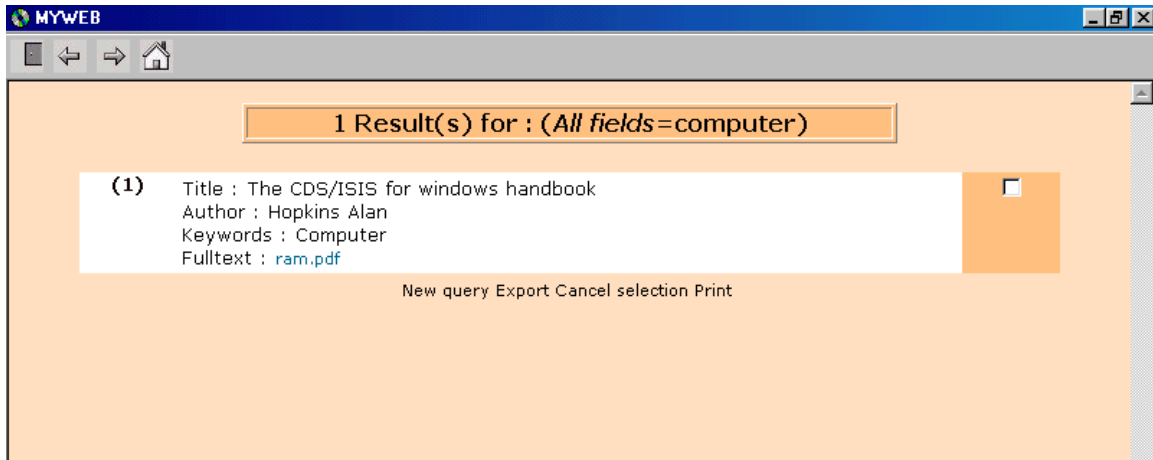 MYWEB
1 Result(s) for : (All fields=computer)
(1)
Title : The CDS/ISIS for windows handbook
Author : Hopkins Alan
Keywords : Computer
Fulltext : ram.pdf
New query Export Cancel selection Print